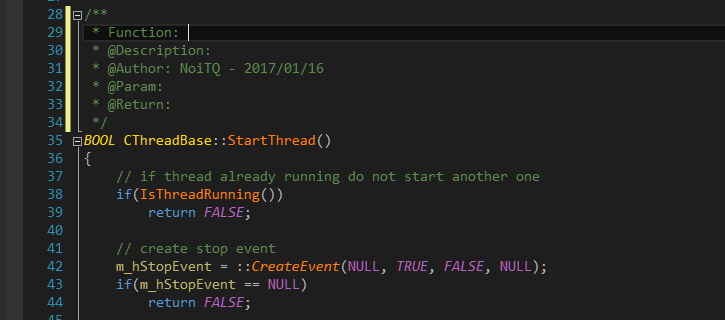 28 /**
29 * Function:
30 * @Description:
31 * @Author: NoiTQ - 2017/01/16
32 * @Param:
33 * @Return:
34 */
35 BOOL CThreadBase::StartThread()
36 {
37 // if thread already running do not start another one
38 if(IsThreadRunning())
39 return FALSE;
40
41 // create stop event
42 m_hStopEvent = ::CreateEvent(NULL, TRUE, FALSE, NULL);
43 if(m_hStopEvent == NULL)
44 return FALSE;